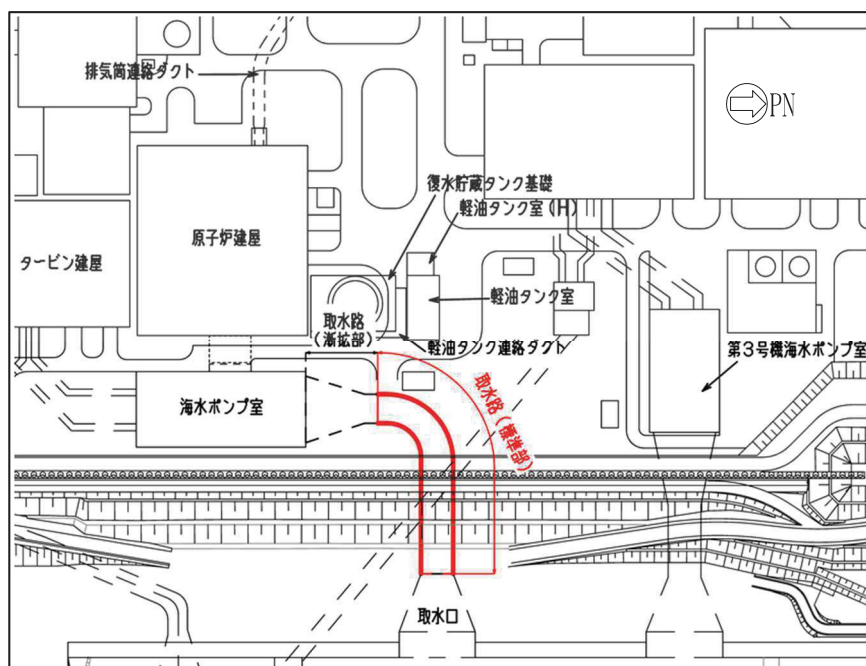 排気筒連絡ダクト
PN
復水貯蔵タンク基礎
軽油タンク室(H)
原子炉建屋
タービン建屋
軽油タンク室
取水路
(漸拡部)
軽油タンク連絡ダクト
第3号機海水ポンプ室
海水ポンプ室
取水路(標準部)
取水口